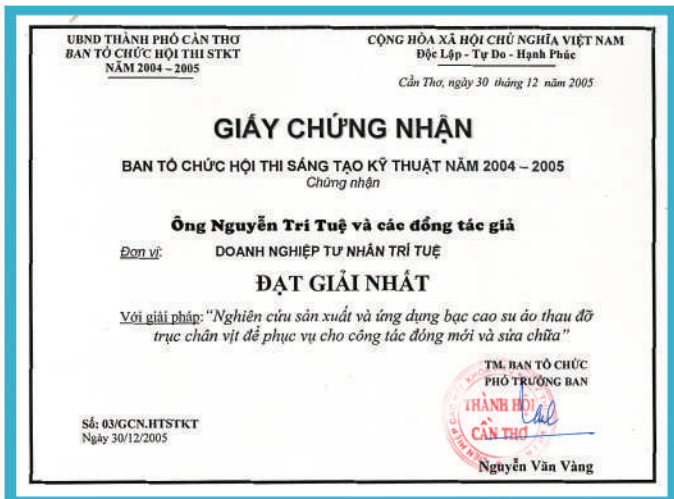 UBND THÀNH PHỐ CẦN THƠ
BAN TỔ CHỨC HỘI THI STKT
NĂM 2004 – 2005
CỘNG HÒA XÃ HỘI CHỦ NGHĨA VIỆT NAM
Độc Lập - Tự Do - Hạnh Phúc
Cần Thơ, ngày 30 tháng 12 năm 2005
GIẤY CHỨNG NHẬN
BAN TỔ CHỨC HỘI THI SÁNG TẠO KỸ THUẬT NĂM 2004 – 2005
Chứng nhận
Ông Nguyễn Trí Tuệ và các đồng tác giả
Đơn vị: DOANH NGHIỆP TƯ NHÂN TRÍ TUỆ
ĐẠT GIẢI NHẤT
Với giải pháp: “Nghiên cứu sản xuất và ứng dụng bạc cao su áo thau đỡ
trục chân vịt để phục vụ cho công tác đóng mới và sửa chữa”
TM. BAN TỔ CHỨC
PHÓ TRƯỞNG BAN
THÀNH HỘI
CẦN THƠ
Số: 03/GCN.HTSTKT
Ngày 30/12/2005
Nguyễn Văn Vàng